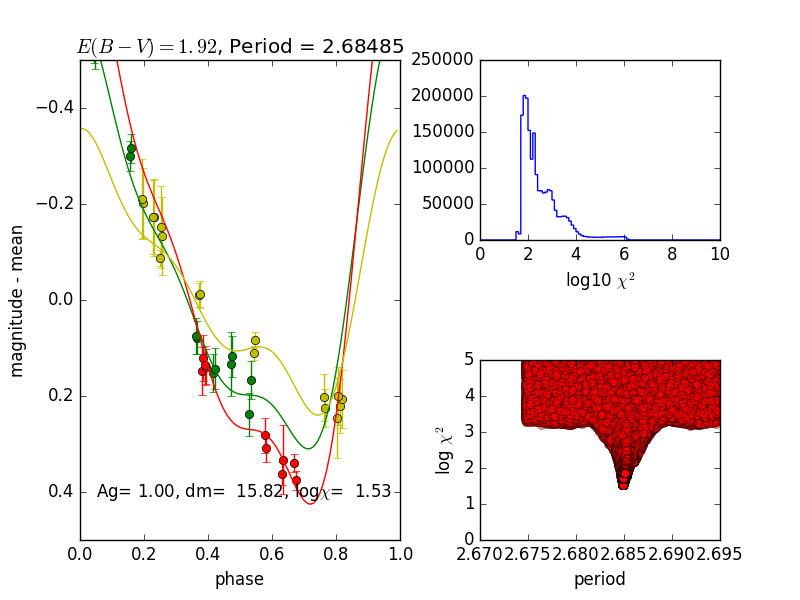 E(B − V) = 1.92, Period = 2.68485
−0.4
−0.2
0.0
0.2
0.4
magnitude - mean
Ag= 1.00, dm= 15.82, logχ= 1.53
0.0 0.2 0.4 0.6 0.8 1.0
phase
250000
200000
150000
100000
50000
0
0 2 4 6 8 10
log10 χ²
5
4
3
2
1
0
log χ²
2.670 2.675 2.680 2.685 2.690 2.695
period